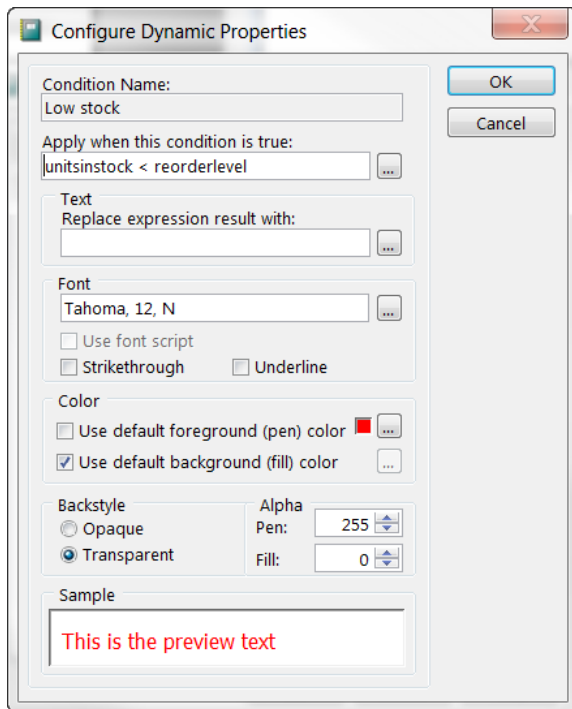 Configure Dynamic Properties
Condition Name:
Low stock
OK
Cancel
Apply when this condition is true:
unitsinstock < reorderlevel
...
Text
Replace expression result with:
...
Font
Tahoma, 12, N
...
Use font script
Strikethrough Underline
Color
Use default foreground (pen) color ...
Use default background (fill) color ...
Backstyle Alpha
Opaque Pen: 255
Transparent Fill: 0
Sample
This is the preview text